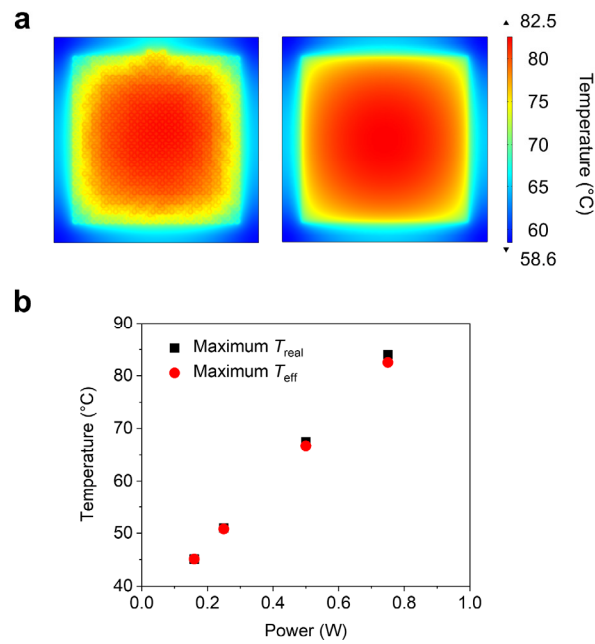 a
82.5
80
75
70
65
60
58.6
Temperature (°C)
b
90
80
70
60
50
40
Temperature (°C)
Maximum Treal
Maximum Teff
0.0 0.2 0.4 0.6 0.8 1.0
Power (W)